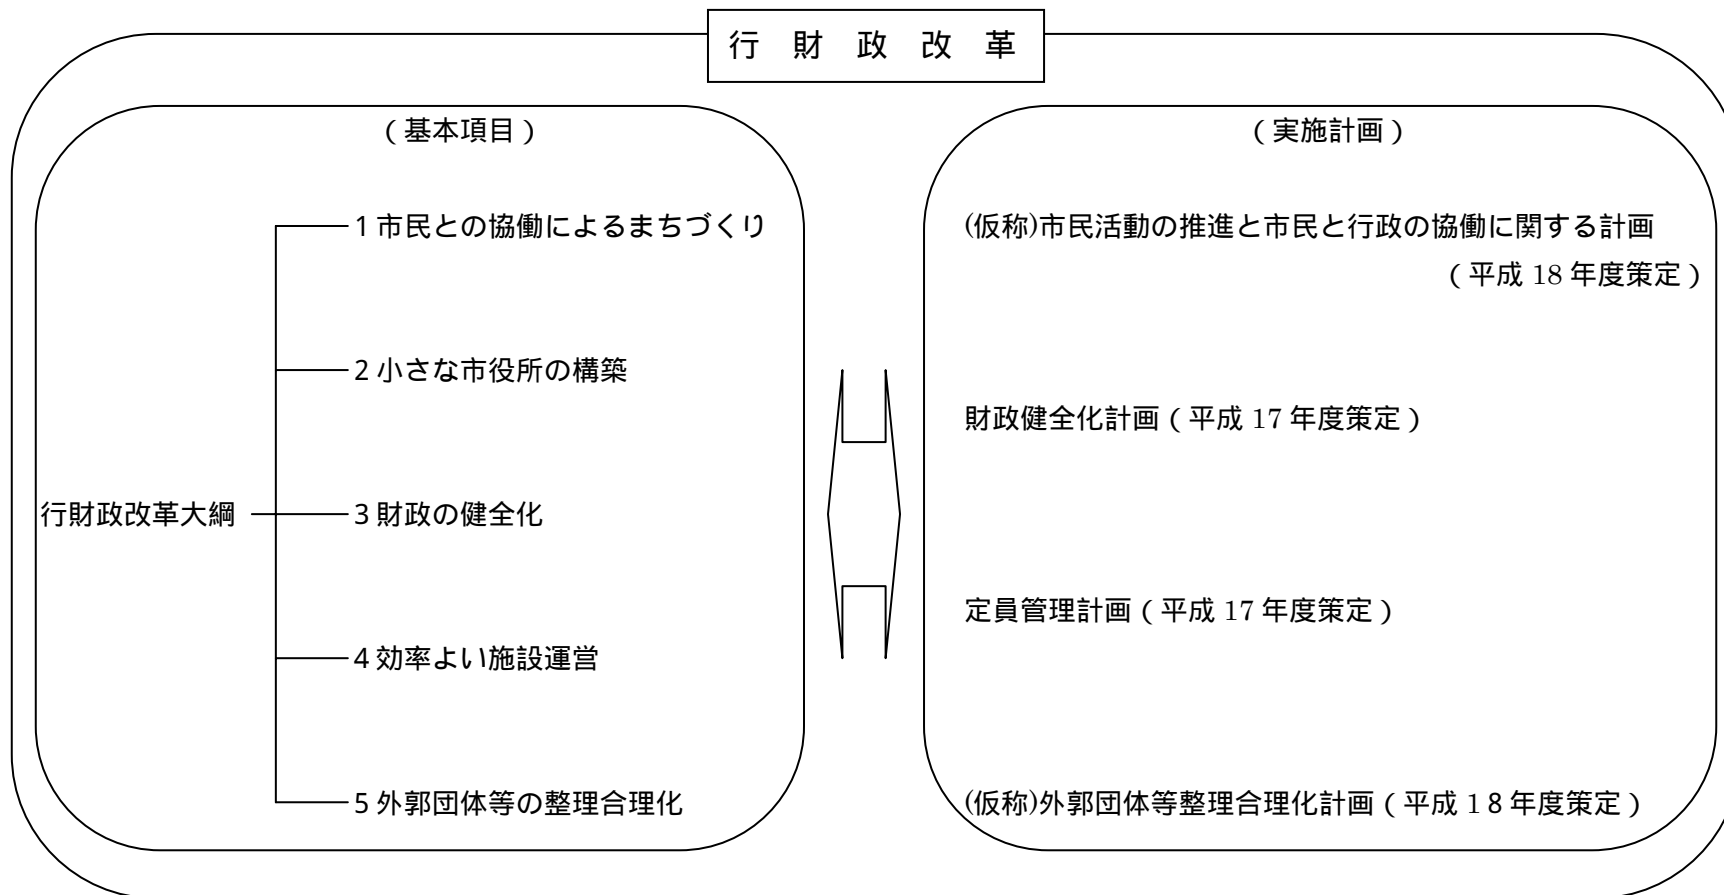 行 財 政 改 革
（基本項目）
1 市民との協働によるまちづくり
2 小さな市役所の構築
行財政改革大綱
3 財政の健全化
4 効率よい施設運営
5 外郭団体等の整理合理化
（実施計画）
(仮称)市民活動の推進と市民と行政の協働に関する計画
（平成 18 年度策定）
財政健全化計画（平成 17 年度策定）
定員管理計画（平成 17 年度策定）
(仮称)外郭団体等整理合理化計画（平成 1 8 年度策定）